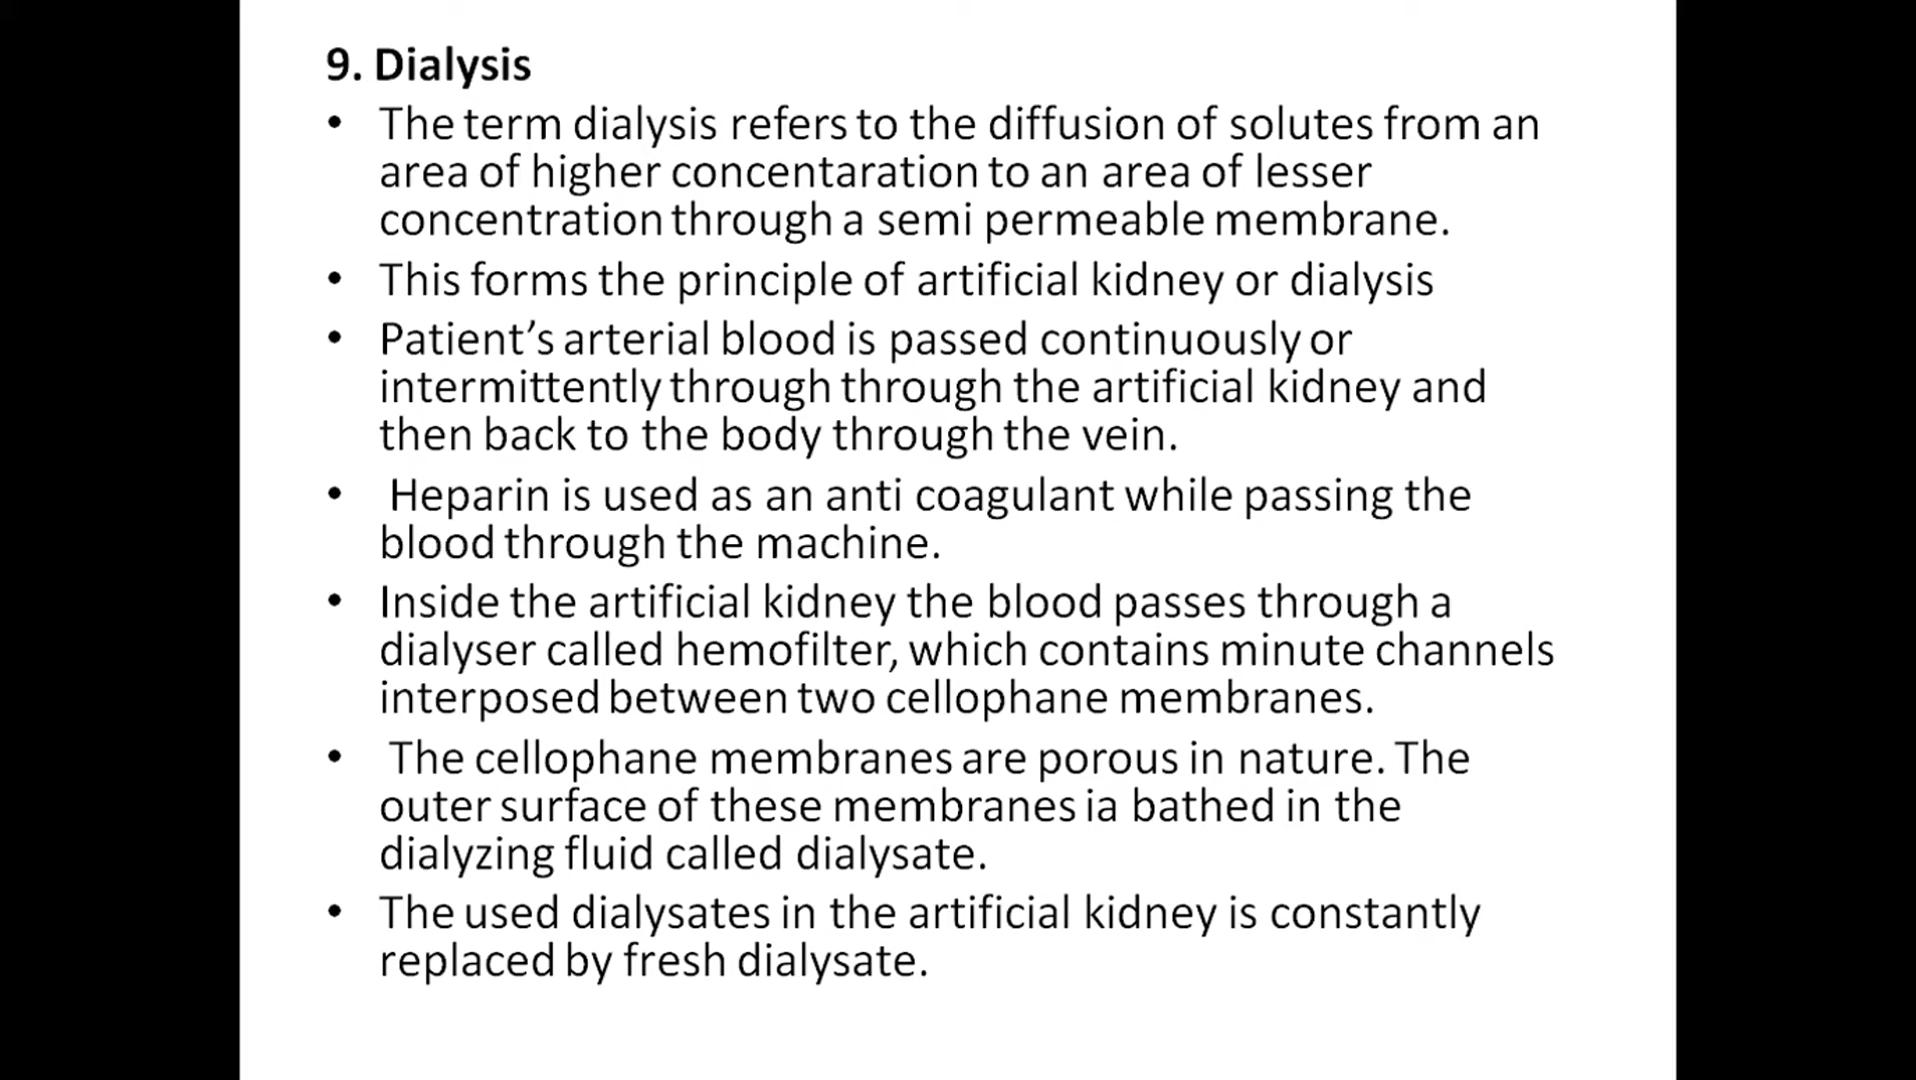 9. Dialysis
• The term dialysis refers to the diffusion of solutes from an
area of higher concentaration to an area of lesser
concentration through a semi permeable membrane.
• This forms the principle of artificial kidney or dialysis
• Patient’s arterial blood is passed continuously or
intermittently through through the artificial kidney and
then back to the body through the vein.
• Heparin is used as an anti coagulant while passing the
blood through the machine.
• Inside the artificial kidney the blood passes through a
dialyser called hemofilter, which contains minute channels
interposed between two cellophane membranes.
• The cellophane membranes are porous in nature. The
outer surface of these membranes ia bathed in the
dialyzing fluid called dialysate.
• The used dialysates in the artificial kidney is constantly
replaced by fresh dialysate.